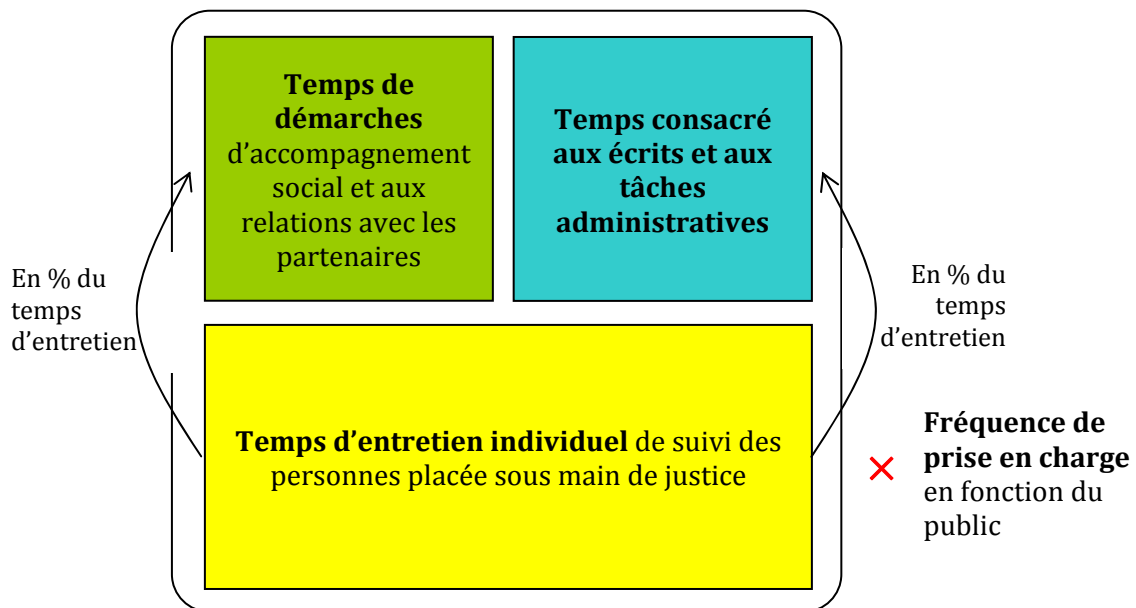 Temps de
démarches
d’accompagnement
social et aux
relations avec les
partenaires
Temps consacré
aux écrits et aux
tâches
administratives
En % du
temps
d’entretien
En % du
temps
d’entretien
Temps d’entretien individuel de suivi des
personnes placée sous main de justice
Fréquence de
prise en charge
en fonction du
public